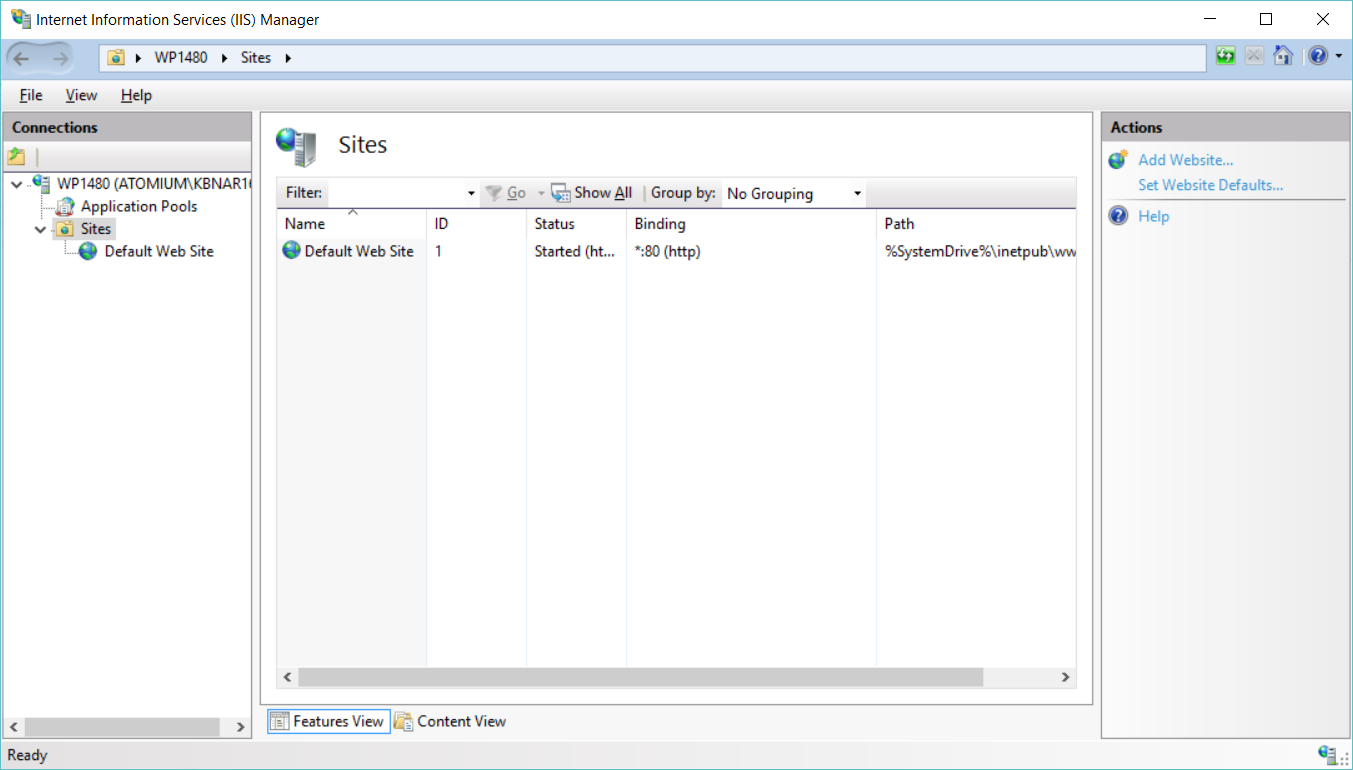 Internet Information Services (IIS) Manager
WP1480 Sites
File View Help
Connections
WP1480 (ATOMIUM\KBNAR16
Application Pools
Sites
Default Web Site
Sites
Filter: Go Show All Group by: No Grouping
Name ID Status Binding Path
Default Web Site 1 Started (ht... *:80 (http) %SystemDrive%\inetpub\ww
Features View Content View
Actions
Add Website...
Set Website Defaults...
Help
Ready